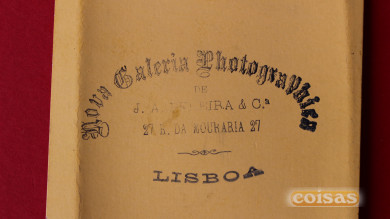 Nova Galeria Photographica
DE
J. A. & C.ª
27 R. DA MOURARIA 27
LISBOA
coisas